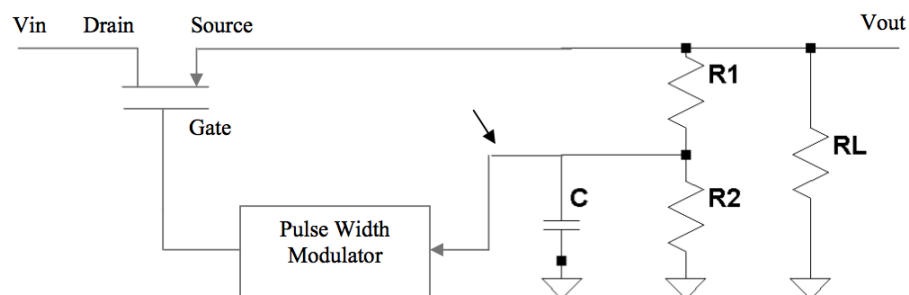 Vin
Drain
Source
Vout
R1
Gate
RL
C
R2
Pulse Width
Modulator